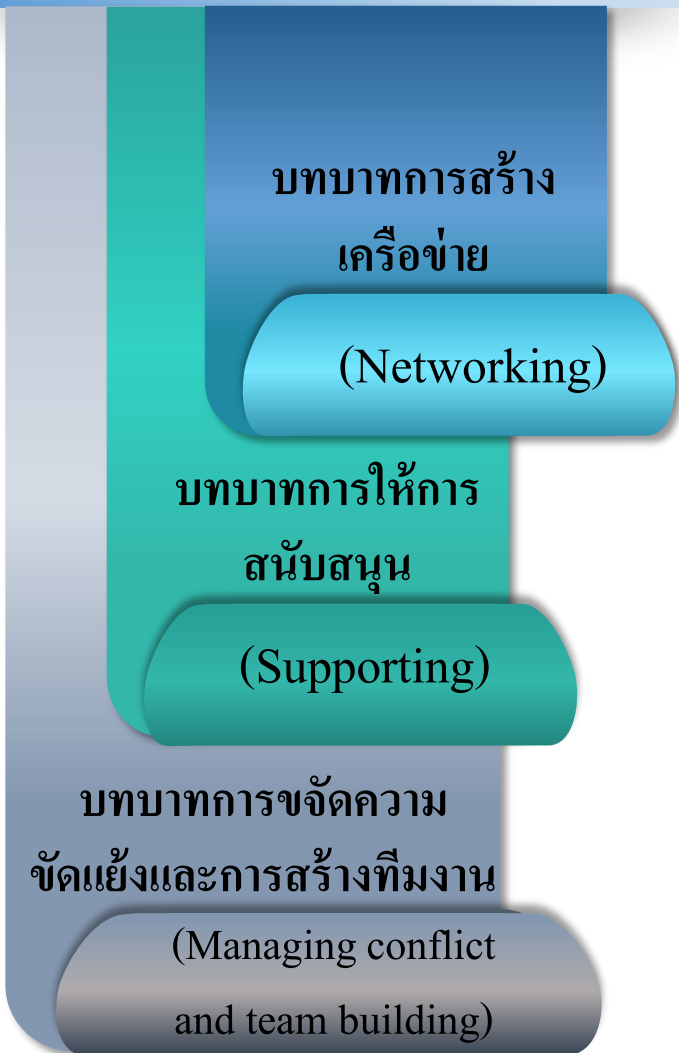 บทบาทการสร้าง
เครือข่าย
(Networking)
บทบาทการให้การ
สนับสนุน
(Supporting)
บทบาทการขจัดความ
ขัดแย้งและการสร้างทีมงาน
(Managing conflict
and team building)